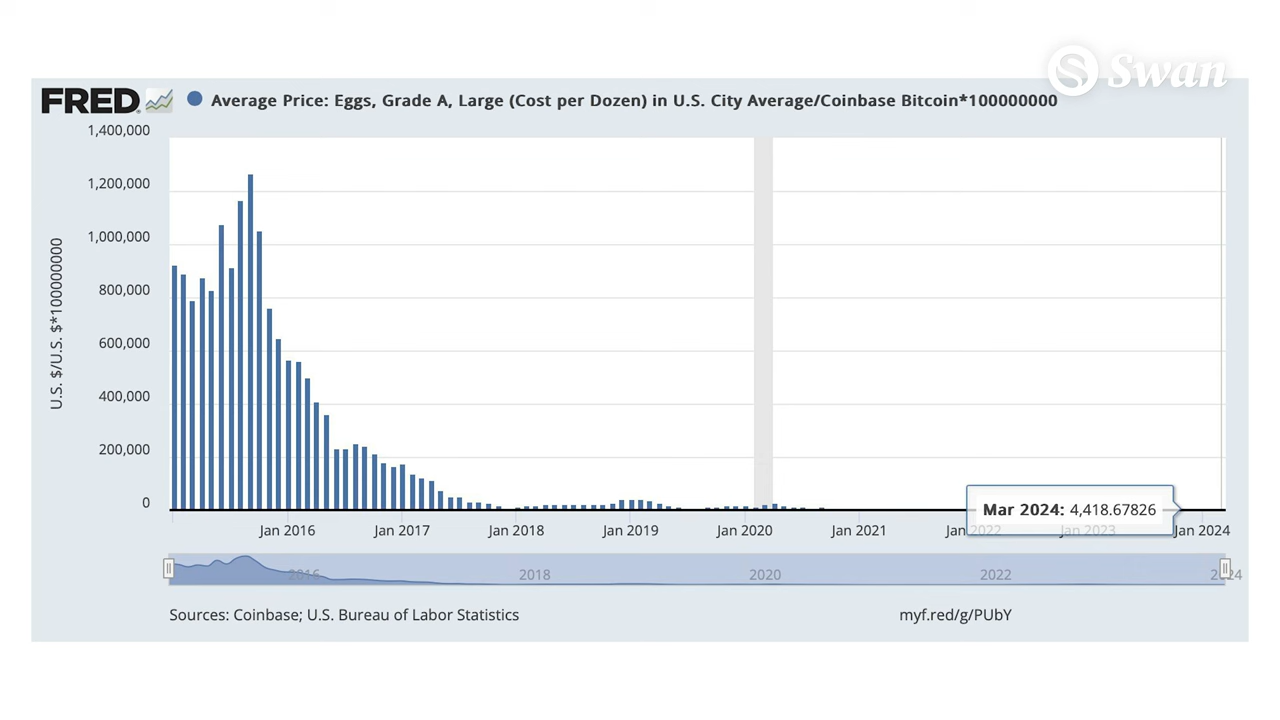 Swan
FRED
Average Price: Eggs, Grade A, Large (Cost per Dozen) in U.S. City Average/Coinbase Bitcoin*100000000
U.S. $/U.S. $*100000000
1,400,000
1,200,000
1,000,000
800,000
600,000
400,000
200,000
0
Mar 2024: 4,418.67826
Jan 2016 Jan 2017 Jan 2018 Jan 2019 Jan 2020 Jan 2021 Jan 2022 Jan 2023 Jan 2024
2016 2018 2020 2022 2024
Sources: Coinbase; U.S. Bureau of Labor Statistics
myf.red/g/PUbY